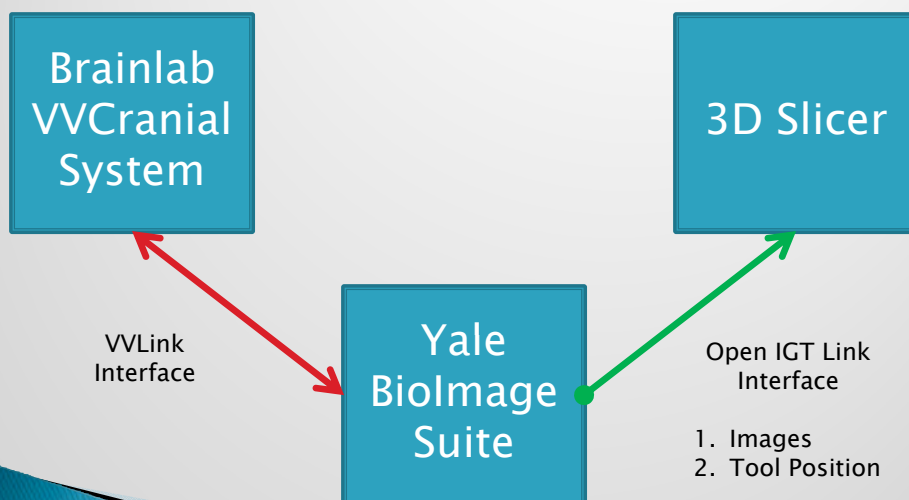 Brainlab
VVCranial
System
3D Slicer
VVLink
Interface
Yale
BioImage
Suite
Open IGT Link
Interface
1. Images
2. Tool Position